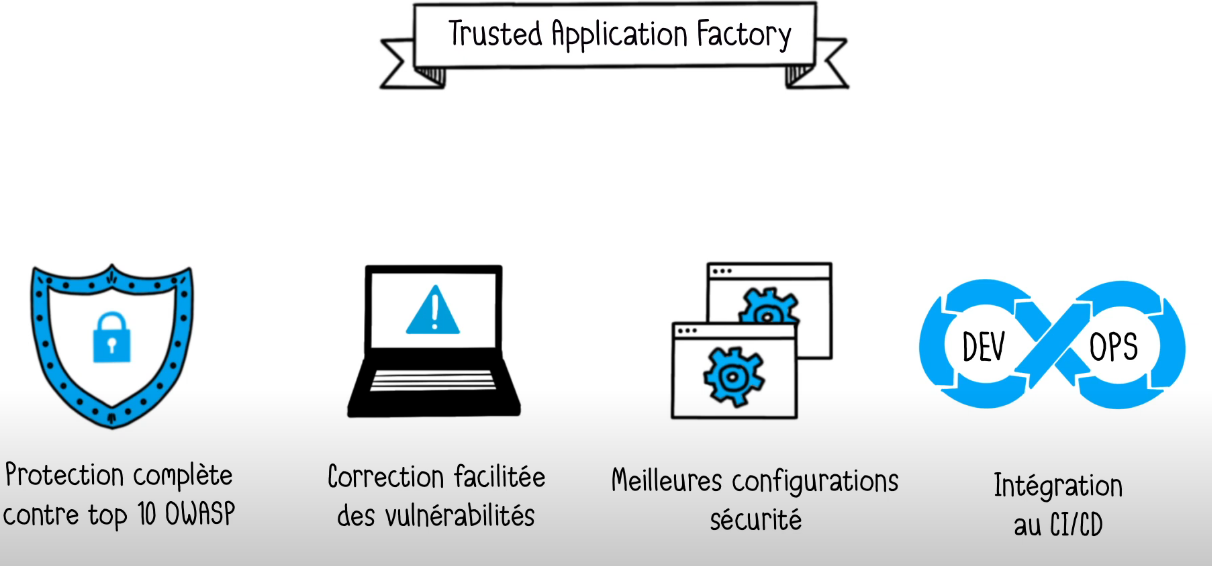 Trusted Application Factory
DEV
OPS
Protection complète
contre top 10 OWASP
Correction facilitée
des vulnérabilités
Meilleures configurations
sécurité
Intégration
au CI/CD